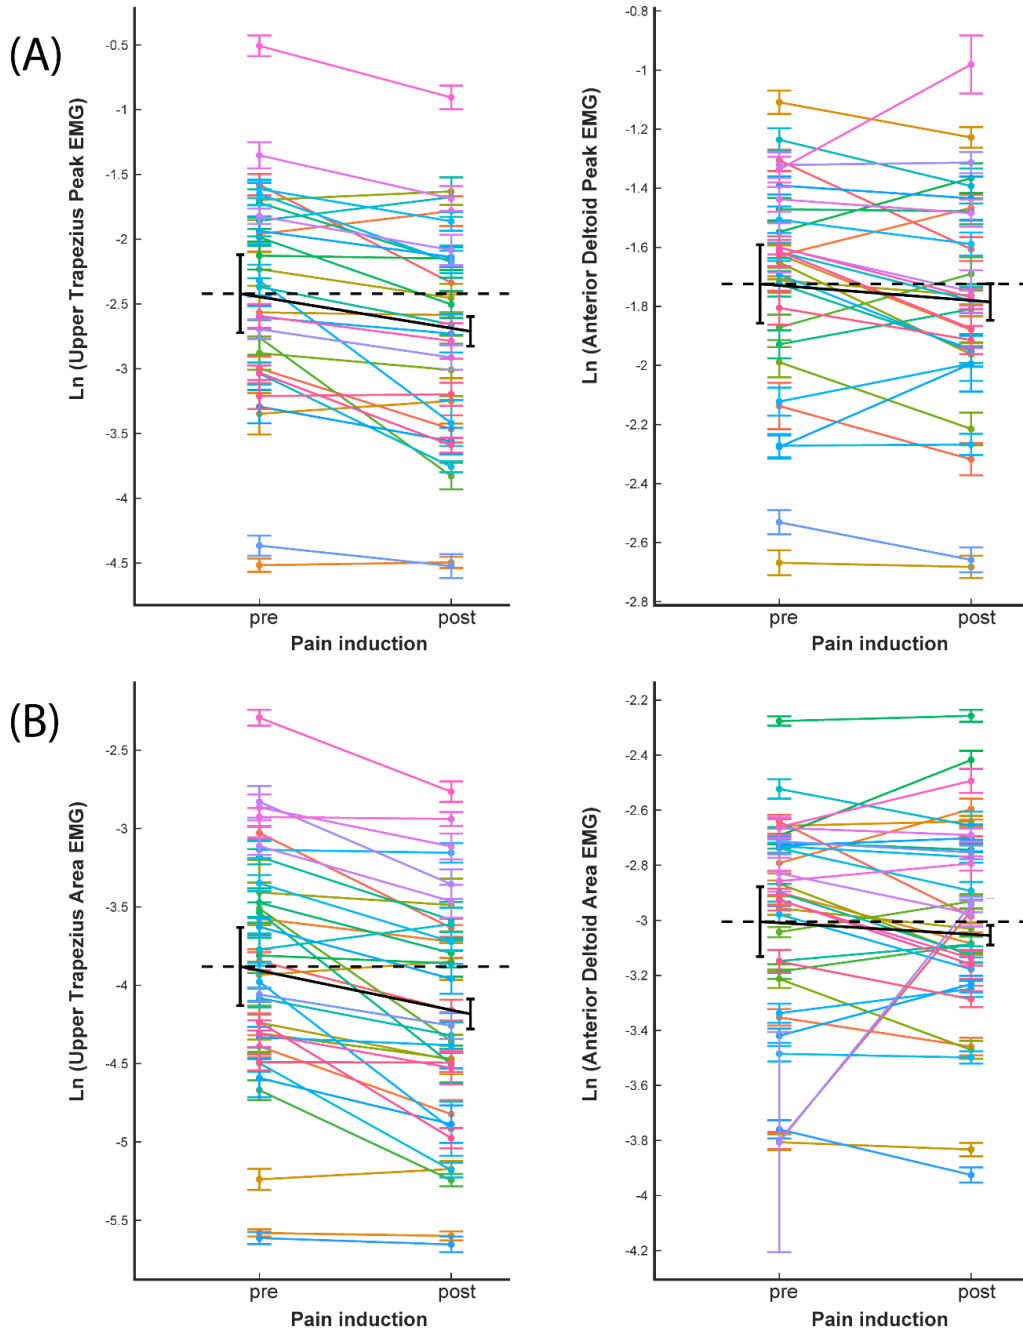 (A)
Ln (Upper Trapezius Peak EMG)
-0.5
-1
-1.5
-2
-2.5
-3
-3.5
-4
-4.5
pre
post
Pain induction
Ln (Anterior Deltoid Peak EMG)
-0.8
-1
-1.2
-1.4
-1.6
-1.8
-2
-2.2
-2.4
-2.6
-2.8
pre
post
Pain induction
(B)
Ln (Upper Trapezius Area EMG)
-2.5
-3
-3.5
-4
-4.5
-5
-5.5
pre
post
Pain induction
Ln (Anterior Deltoid Area EMG)
-2.2
-2.4
-2.6
-2.8
-3
-3.2
-3.4
-3.6
-3.8
-4
-4.2
pre
post
Pain induction